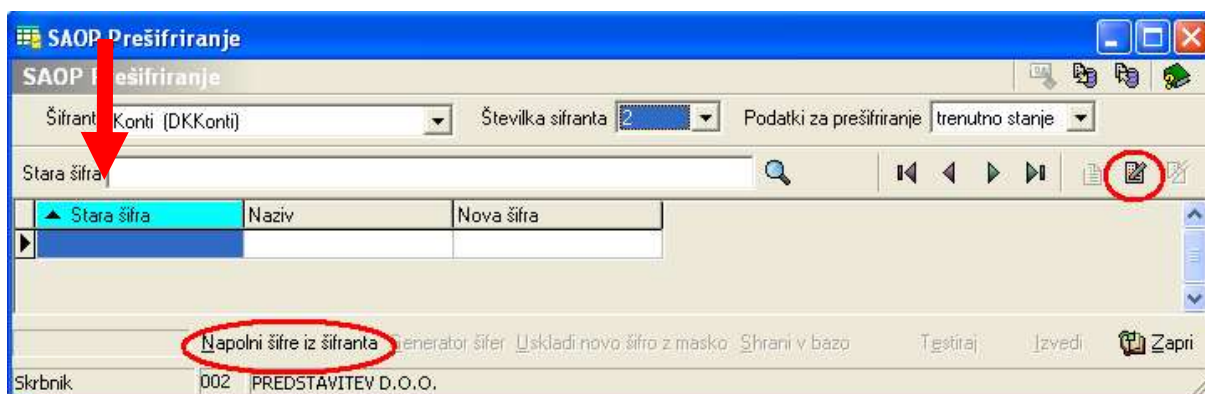 SAOP Prešifriranje
SAOP Prešifriranje
Šifrant Konti (DKKonti) Številka sifranta 2 Podatki za prešifriranje trenutno stanje
Stara šifra
Stara šifra Naziv Nova šifra
Napolni šifre iz šifranta Generator šifer Uskladi novo šifro z masko Shrani v bazo Testiraj Izvedi Zapri
Skrbnik 002 PREDSTAVITEV D.O.O.